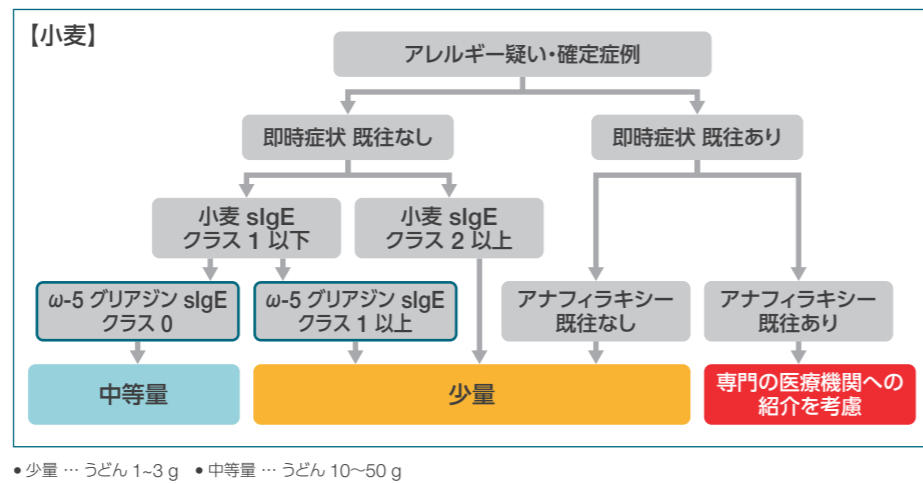 【小麦】
アレルギー疑い・確定症例
即時症状 既往なし
即時症状 既往あり
小麦 sIgE
クラス 1 以下
小麦 sIgE
クラス 2 以上
ω-5 グリアジン sIgE
クラス 0
ω-5 グリアジン sIgE
クラス 1 以上
アナフィラキシー
既往なし
アナフィラキシー
既往あり
中等量
少量
専門の医療機関への
紹介を考慮
● 少量 … うどん 1~3 g ● 中等量 … うどん 10〜50 g